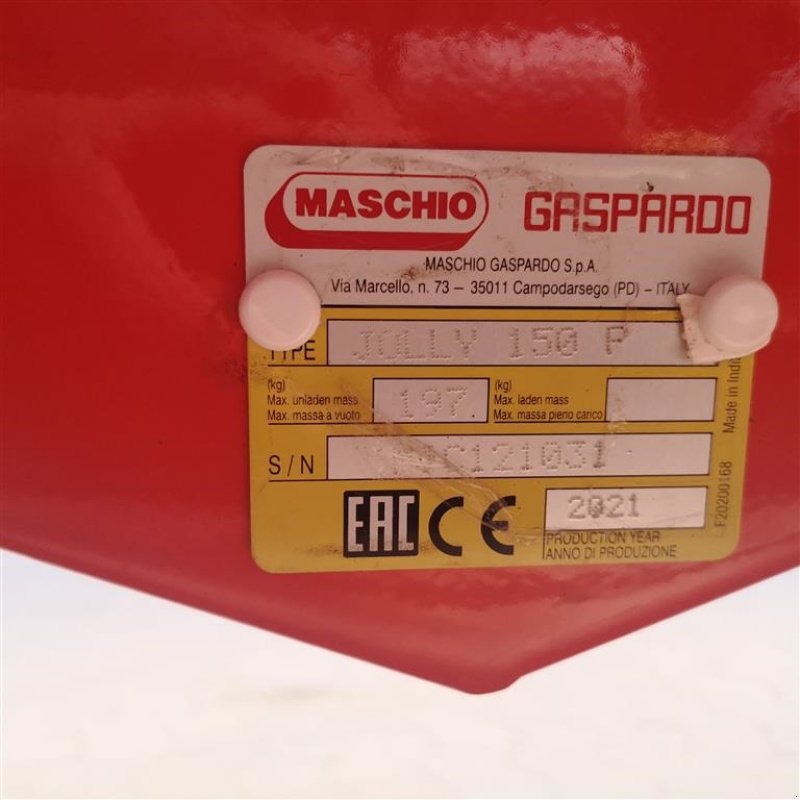 MASCHIO GASPARDO
MASCHIO GASPARDO S.p.A.
Via Marcello, n. 73 – 35011 Campodarsego (PD) – ITALY
TYPE JOLLY 150 P
(kg)
Max. unladen mass
Max. massa a vuoto
197
(kg)
Max. laden mass
Max. massa pieno carico
S / N
EAC CE
2021
PRODUCTION YEAR
ANNO DI PRODUZIONE
F20200168
Made in India